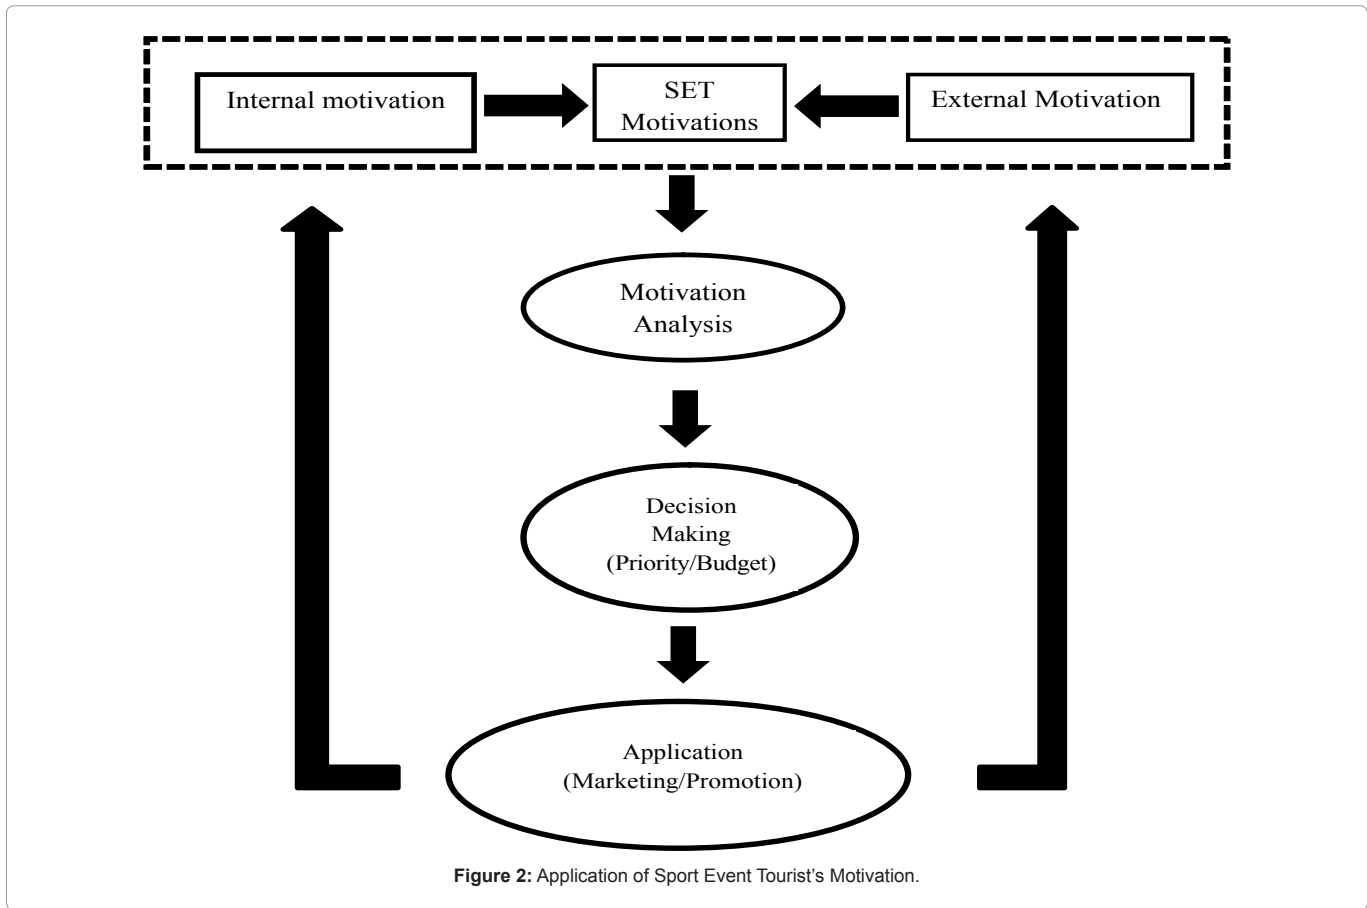 Internal motivation
SET
Motivations
External Motivation
Motivation
Analysis
Decision
Making
(Priority/Budget)
Application
(Marketing/Promotion)
Figure 2: Application of Sport Event Tourist's Motivation.